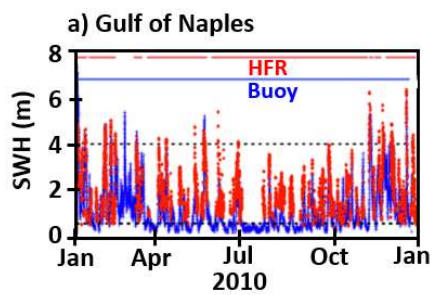 a) Gulf of Naples
8
HFR
Buoy
6
SWH (m)
4
2
0
Jan Apr Jul Oct Jan
2010